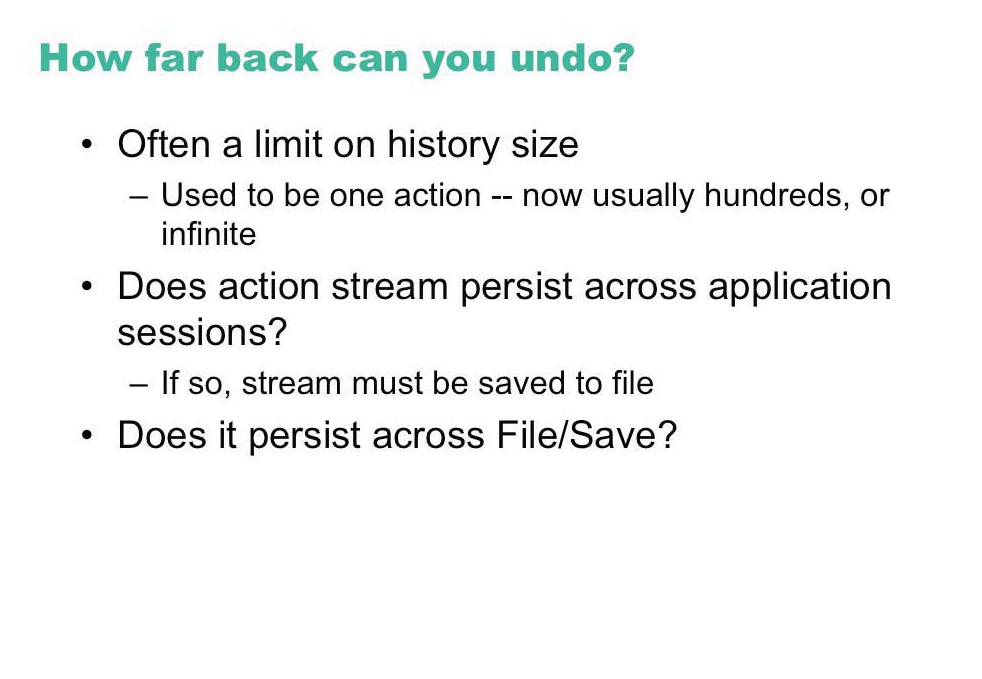 How far back can you undo?
• Often a limit on history size
– Used to be one action -- now usually hundreds, or
infinite
• Does action stream persist across application
sessions?
– If so, stream must be saved to file
• Does it persist across File/Save?